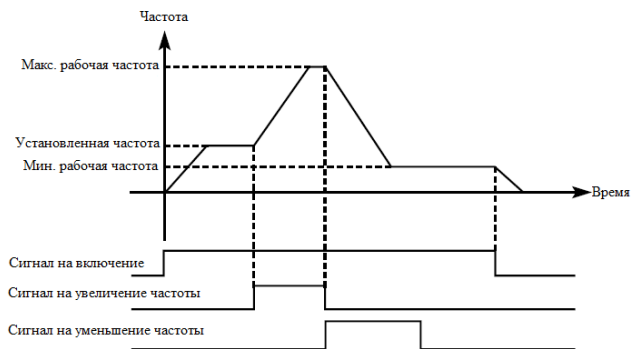 Частота
Макс. рабочая частота
Установленная частота
Мин. рабочая частота
Время
Сигнал на включение
Сигнал на увеличение частоты
Сигнал на уменьшение частоты